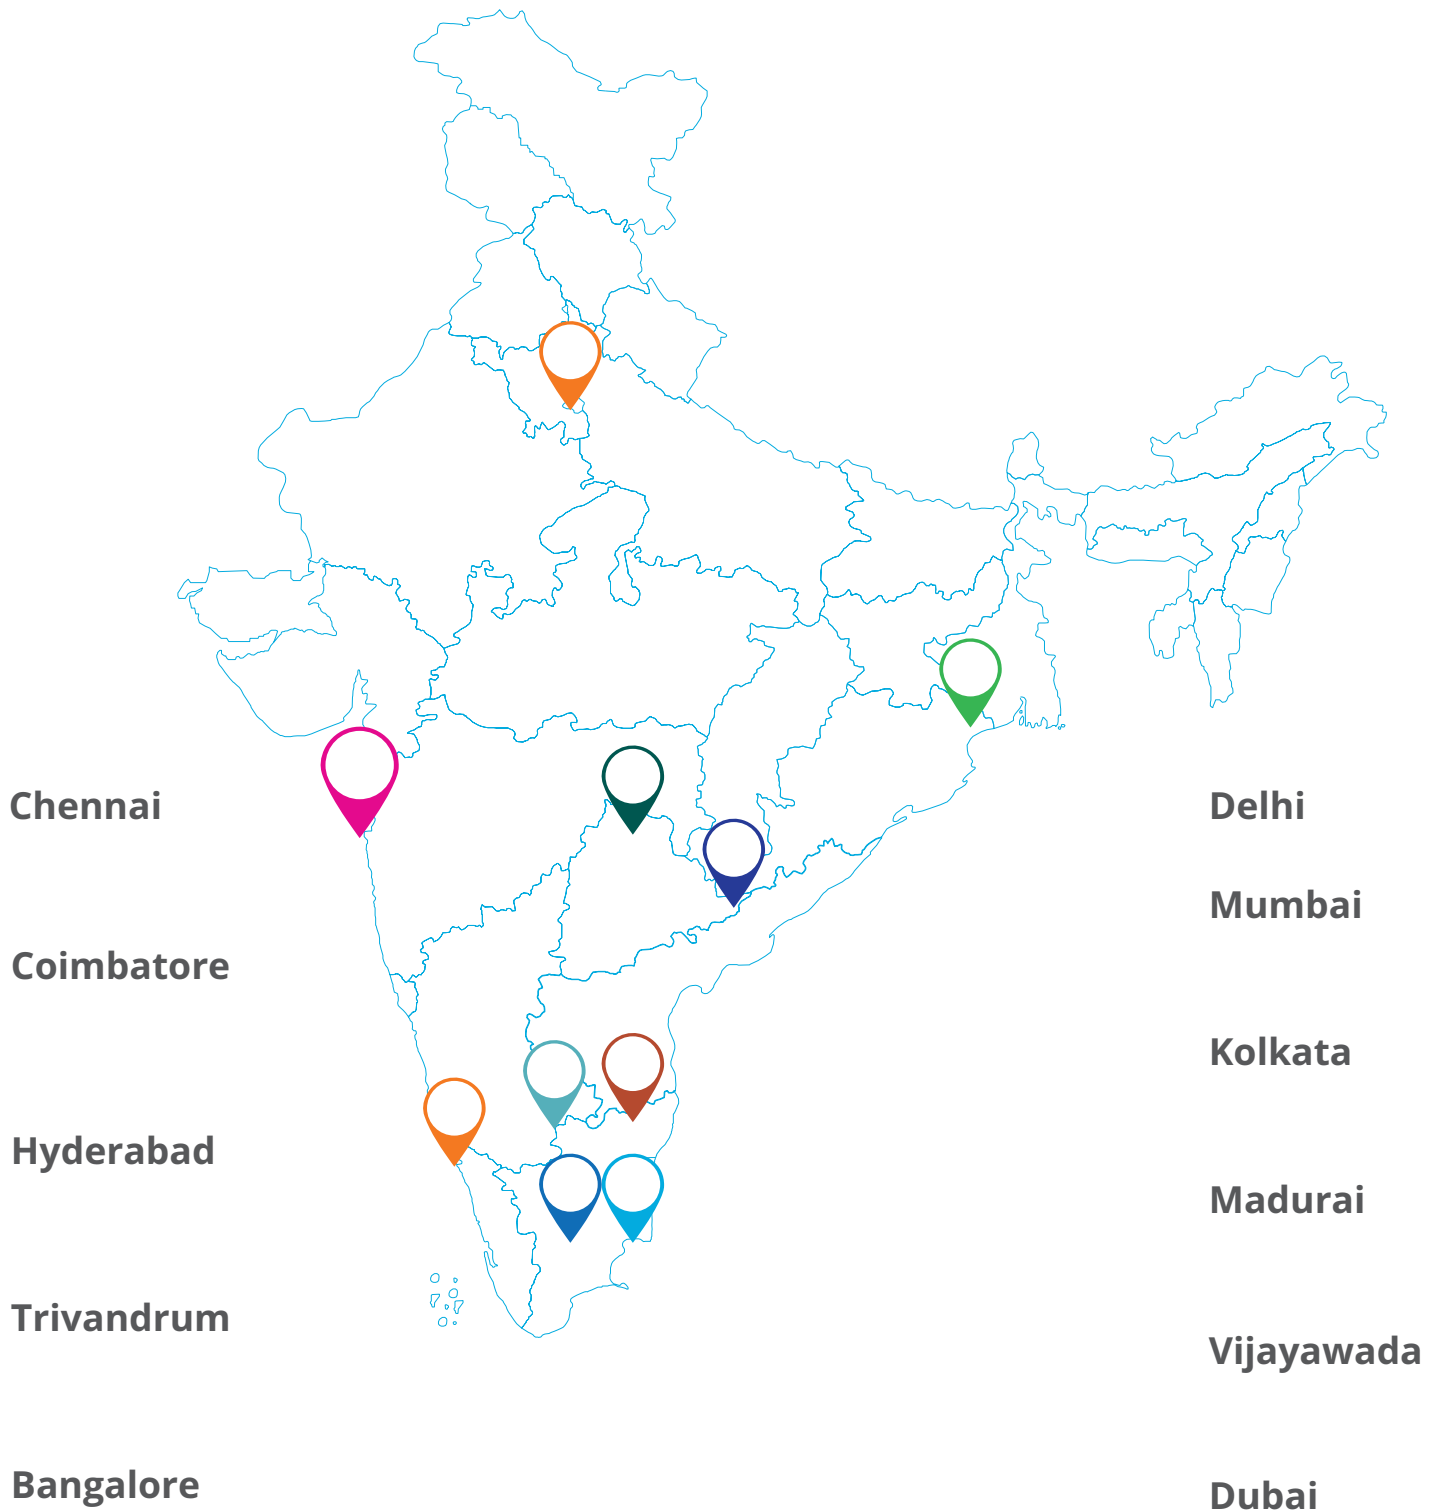 Chennai
Coimbatore
Hyderabad
Trivandrum
Bangalore
Delhi
Mumbai
Kolkata
Madurai
Vijayawada
Dubai